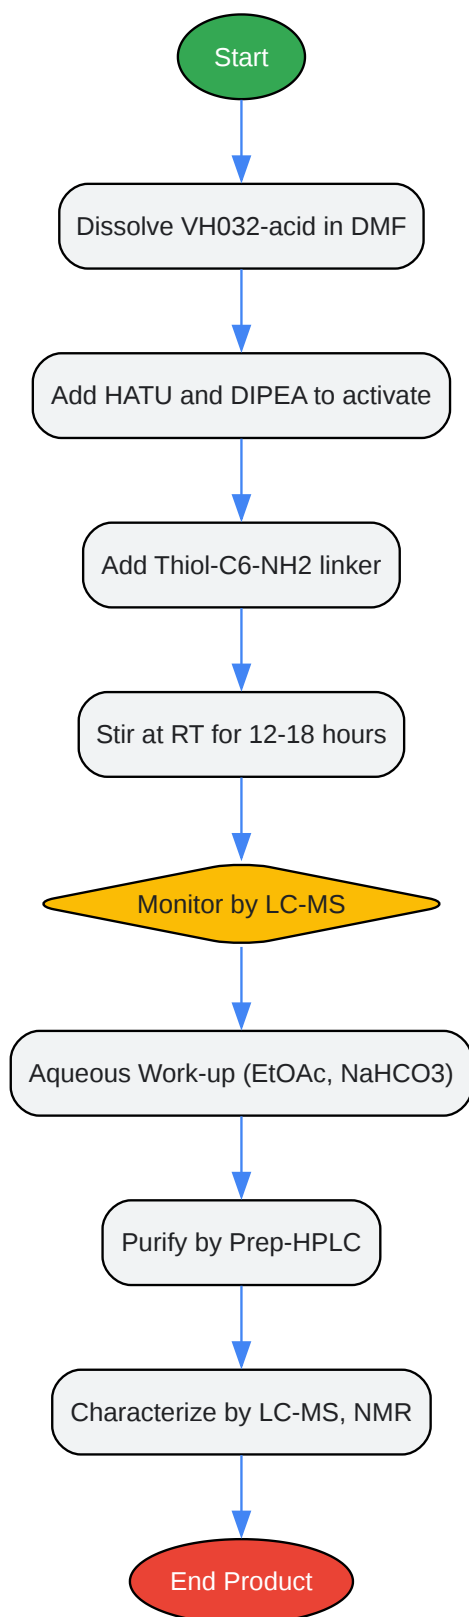 Start
Dissolve VH032-acid in DMF
Add HATU and DIPEA to activate
Add Thiol-C6-NH2 linker
Stir at RT for 12-18 hours
Monitor by LC-MS
Aqueous Work-up (EtOAc, NaHCO3)
Purify by Prep-HPLC
Characterize by LC-MS, NMR
End Product